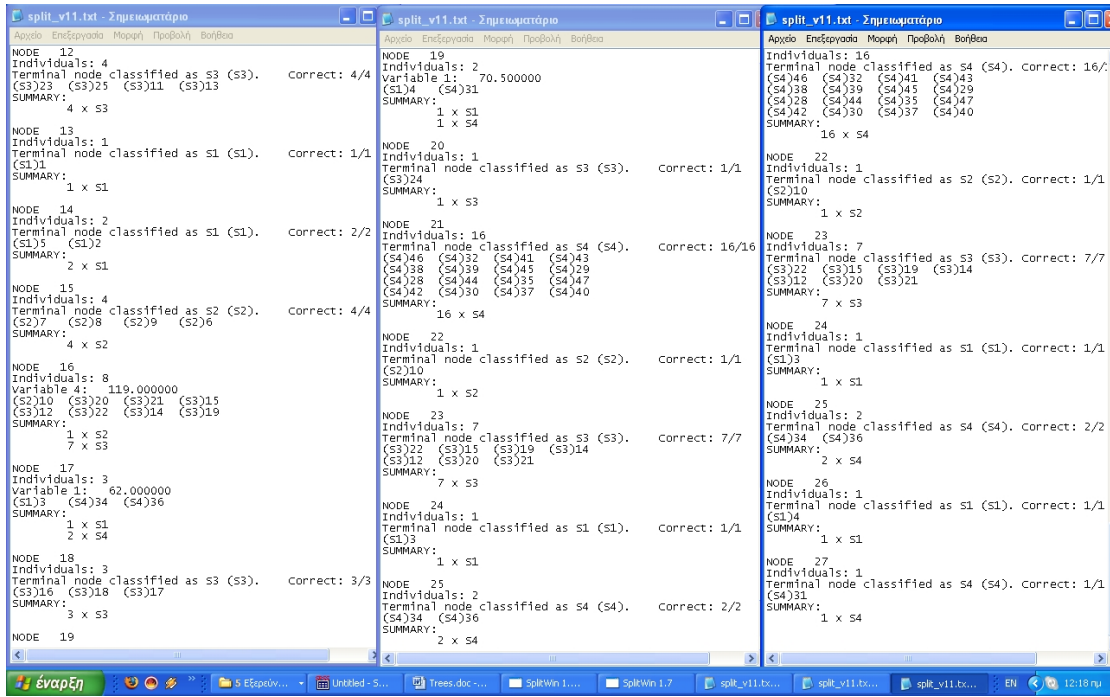 split_v11.txt - Σημειωματάριο
Αρχείο Επεξεργασία Μορφή Προβολή Βοήθεια
NODE 12
Individuals: 4
Terminal node classified as S3 (S3). Correct: 4/4
(S3)23 (S3)25 (S3)11 (S3)13
SUMMARY:
4 x S3
NODE 13
Individuals: 1
Terminal node classified as S1 (S1). Correct: 1/1
(S1)1
SUMMARY:
1 x S1
NODE 14
Individuals: 2
Terminal node classified as S1 (S1). Correct: 2/2
(S1)5 (S1)2
SUMMARY:
2 x S1
NODE 15
Individuals: 4
Terminal node classified as S2 (S2). Correct: 4/4
(S2)7 (S2)8 (S2)9 (S2)6
SUMMARY:
4 x S2
NODE 16
Individuals: 8
Variable 4: 119.000000
(S2)10 (S3)20 (S3)21 (S3)15
(S3)12 (S3)22 (S3)14 (S3)19
SUMMARY:
1 x S2
7 x S3
NODE 17
Individuals: 3
Variable 1: 62.000000
(S1)3 (S4)34 (S4)36
SUMMARY:
1 x S1
2 x S4
NODE 18
Individuals: 3
Terminal node classified as S3 (S3). Correct: 3/3
(S3)16 (S3)18 (S3)17
SUMMARY:
3 x S3
NODE 19
split_v11.txt - Σημειωματάριο
Αρχείο Επεξεργασία Μορφή Προβολή Βοήθεια
NODE 19
Individuals: 2
Variable 1: 70.500000
(S1)4 (S4)31
SUMMARY:
1 x S1
1 x S4
NODE 20
Individuals: 1
Terminal node classified as S3 (S3). Correct: 1/1
(S3)24
SUMMARY:
1 x S3
NODE 21
Individuals: 16
Terminal node classified as S4 (S4). Correct: 16/16
(S4)46 (S4)32 (S4)41 (S4)43
(S4)38 (S4)39 (S4)45 (S4)29
(S4)28 (S4)44 (S4)35 (S4)47
(S4)42 (S4)30 (S4)37 (S4)40
SUMMARY:
16 x S4
NODE 22
Individuals: 1
Terminal node classified as S2 (S2). Correct: 1/1
(S2)10
SUMMARY:
1 x S2
NODE 23
Individuals: 7
Terminal node classified as S3 (S3). Correct: 7/7
(S3)22 (S3)15 (S3)19 (S3)14
(S3)12 (S3)20 (S3)21
SUMMARY:
7 x S3
NODE 24
Individuals: 1
Terminal node classified as S1 (S1). Correct: 1/1
(S1)3
SUMMARY:
1 x S1
NODE 25
Individuals: 2
Terminal node classified as S4 (S4). Correct: 2/2
(S4)34 (S4)36
SUMMARY:
2 x S4
split_v11.txt - Σημειωματάριο
Αρχείο Επεξεργασία Μορφή Προβολή Βοήθεια
Individuals: 16
Terminal node classified as S4 (S4). Correct: 16/
(S4)46 (S4)32 (S4)41 (S4)43
(S4)38 (S4)39 (S4)45 (S4)29
(S4)28 (S4)44 (S4)35 (S4)47
(S4)42 (S4)30 (S4)37 (S4)40
SUMMARY:
16 x S4
NODE 22
Individuals: 1
Terminal node classified as S2 (S2). Correct: 1/1
(S2)10
SUMMARY:
1 x S2
NODE 23
Individuals: 7
Terminal node classified as S3 (S3). Correct: 7/7
(S3)22 (S3)15 (S3)19 (S3)14
(S3)12 (S3)20 (S3)21
SUMMARY:
7 x S3
NODE 24
Individuals: 1
Terminal node classified as S1 (S1). Correct: 1/1
(S1)3
SUMMARY:
1 x S1
NODE 25
Individuals: 2
Terminal node classified as S4 (S4). Correct: 2/2
(S4)34 (S4)36
SUMMARY:
2 x S4
NODE 26
Individuals: 1
Terminal node classified as S1 (S1). Correct: 1/1
(S1)4
SUMMARY:
1 x S1
NODE 27
Individuals: 1
Terminal node classified as S4 (S4). Correct: 1/1
(S4)31
SUMMARY:
1 x S4
έναρξη 5 Εξερεύν... Untitled - S... Trees.doc -... SplitWin 1.... SplitWin 1.7 split_v11.tx... split_v11.tx... split_v11.tx... EN 12:18 πμ